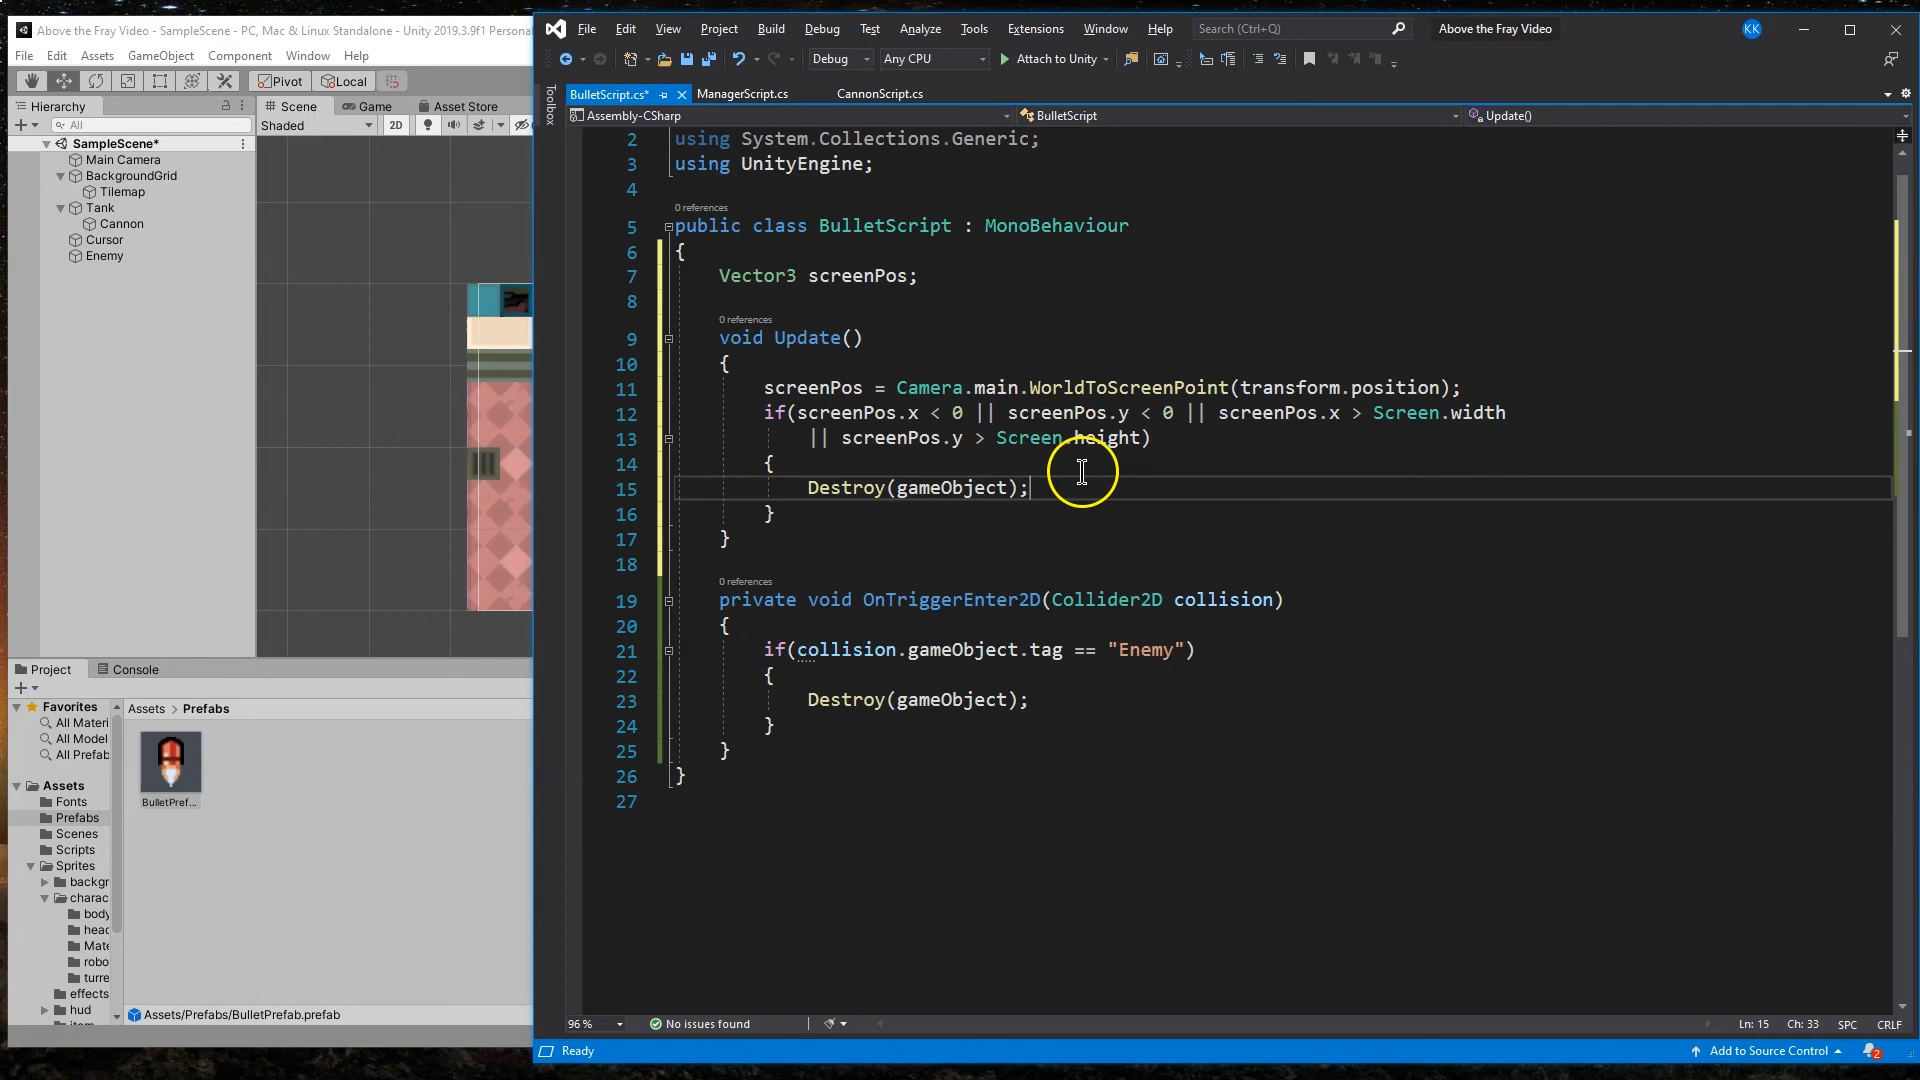 Above the Fray Video - SampleScene - PC, Mac & Linux Standalone - Unity 2019.3.9f1 Personal
File Edit Assets GameObject Component Window Help
Pivot Local
Hierarchy
All
SampleScene*
Main Camera
BackgroundGrid
Tilemap
Tank
Cannon
Cursor
Enemy
Scene Game Asset Store
Shaded 2D
Project Console
Favorites
All Materi
All Model
All Prefab
Assets
Fonts
Prefabs
Scenes
Scripts
Sprites
backgr
charac
body
head
Mate
robo
turre
effects
hud
Assets > Prefabs
BulletPref...
Assets/Prefabs/BulletPrefab.prefab
File Edit View Project Build Debug Test Analyze Tools Extensions Window Help Search (Ctrl+Q) Above the Fray Video KK
Debug Any CPU Attach to Unity
Toolbox
BulletScript.cs* ManagerScript.cs CannonScript.cs
Assembly-CSharp BulletScript Update()
2 using System.Collections.Generic;
3 using UnityEngine;
4
0 references
5 public class BulletScript : MonoBehaviour
6 {
7 Vector3 screenPos;
8
0 references
9 void Update()
10 {
11 screenPos = Camera.main.WorldToScreenPoint(transform.position);
12 if(screenPos.x < 0 || screenPos.y < 0 || screenPos.x > Screen.width
13 || screenPos.y > Screen.height)
14 {
15 Destroy(gameObject);
16 }
17 }
18
0 references
19 private void OnTriggerEnter2D(Collider2D collision)
20 {
21 if(collision.gameObject.tag == "Enemy")
22 {
23 Destroy(gameObject);
24 }
25 }
26 }
27
96 % No issues found Ln: 15 Ch: 33 SPC CRLF
Ready Add to Source Control 2